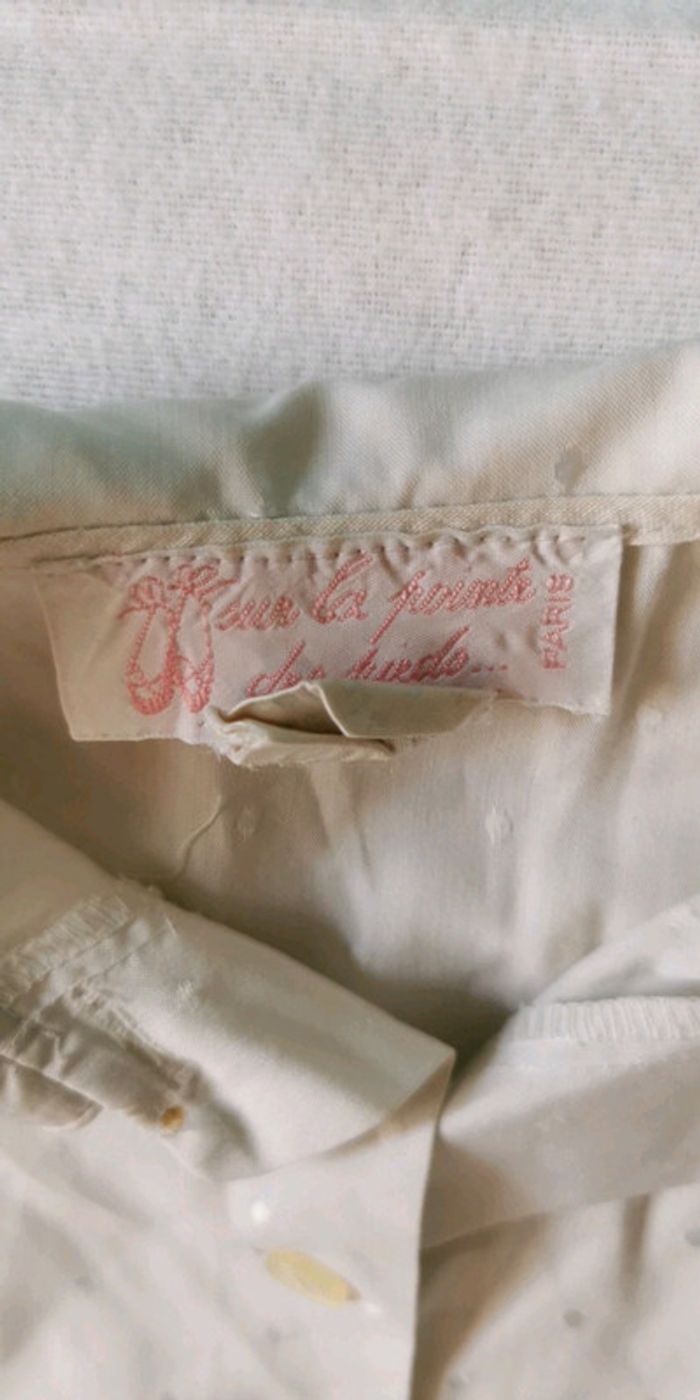 sur la pointe
des pieds...
PARIS